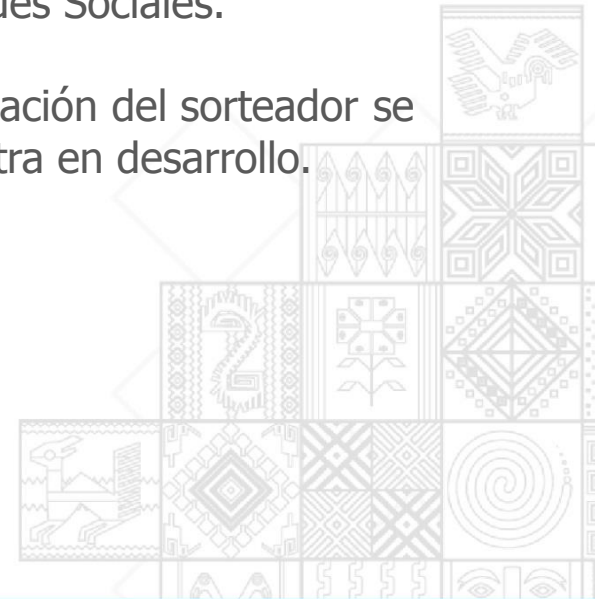 des Sociales.
ación del sorteador se
tra en desarrollo.